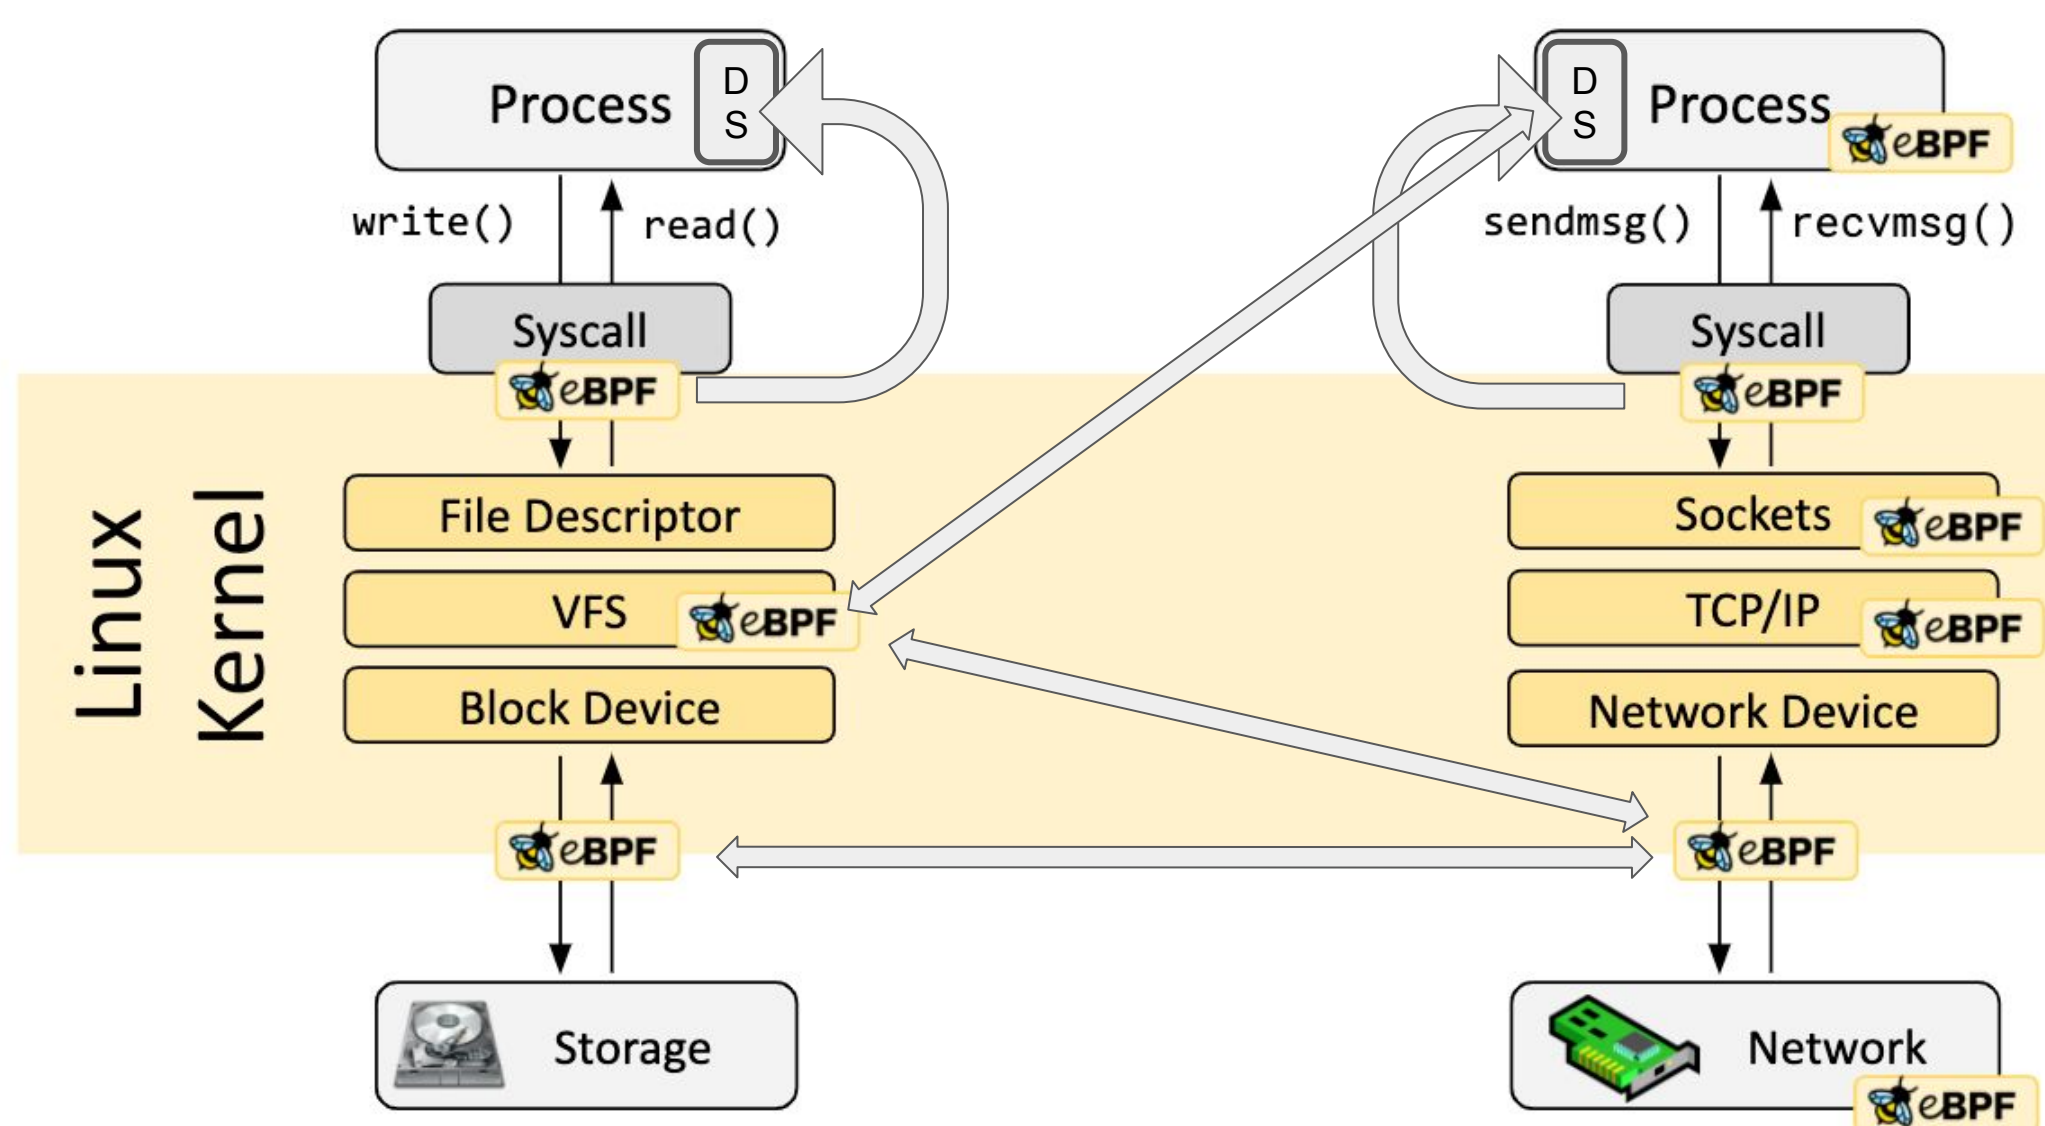 Process
D
S
write()
read()
Syscall
eBPF
File Descriptor
VFS
eBPF
Block Device
eBPF
Storage
Linux
Kernel
D
S
Process
eBPF
sendmsg()
recvmsg()
Syscall
eBPF
Sockets
eBPF
TCP/IP
eBPF
Network Device
eBPF
Network
eBPF